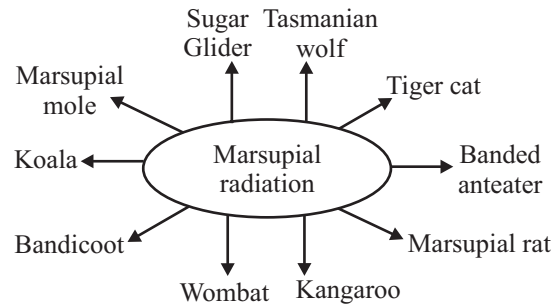 Sugar
Glider
Tasmanian
wolf
Marsupial
mole
Tiger cat
Koala
Marsupial
radiation
Banded
anteater
Bandicoot
Marsupial rat
Wombat
Kangaroo